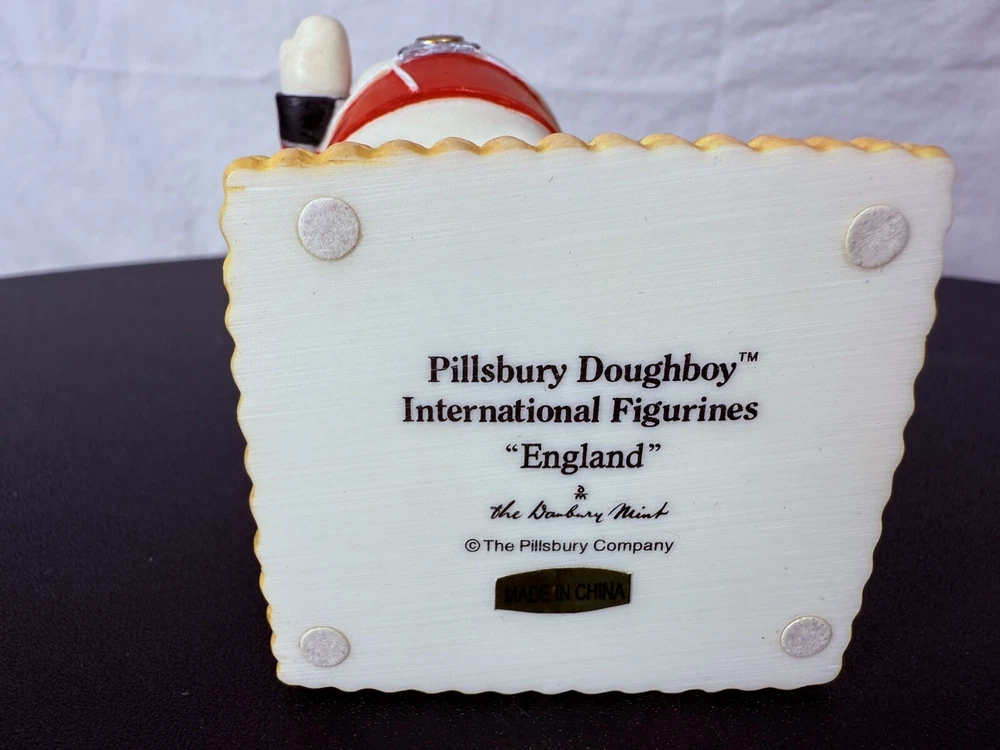 Pillsbury Doughboy™
International Figurines
“England”
the Danbury Mint
© The Pillsbury Company
MADE IN CHINA